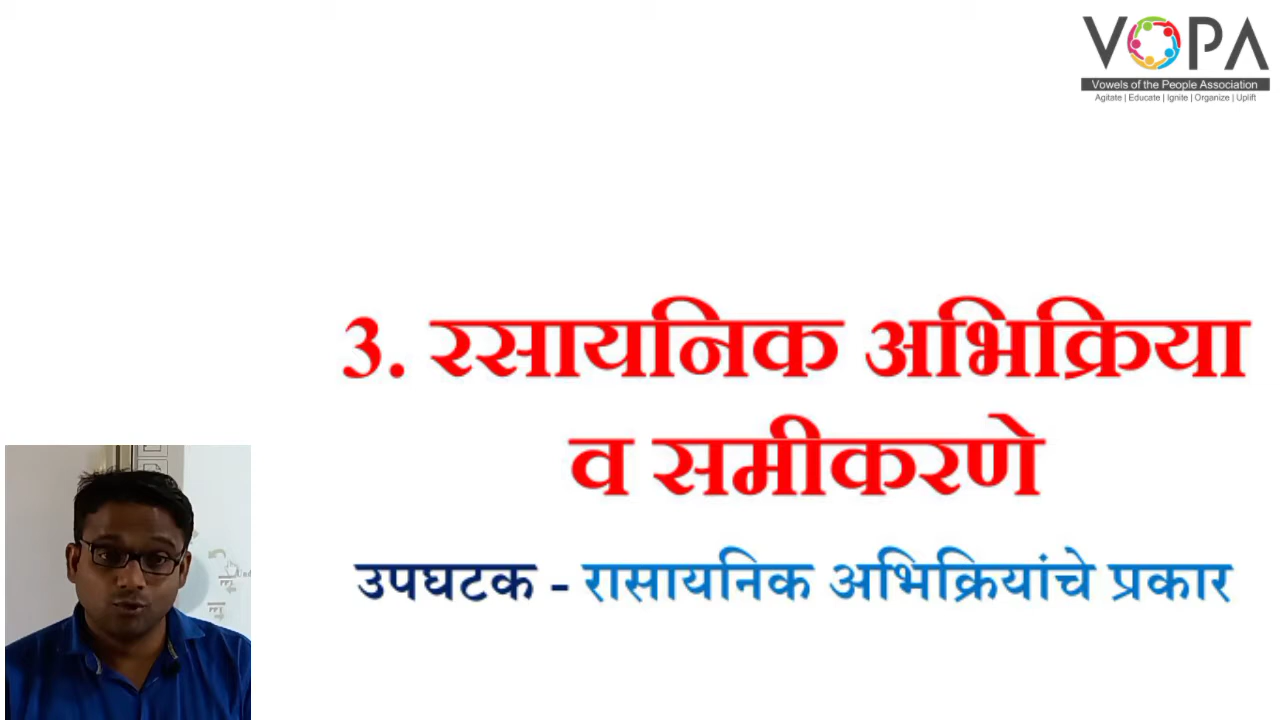 VOPA
Vowels of the People Association
Agitate | Educate | Ignite | Organize | Uplift
3. रसायनिक अभिक्रिया
व समीकरणे
उपघटक - रासायनिक अभिक्रियांचे प्रकार